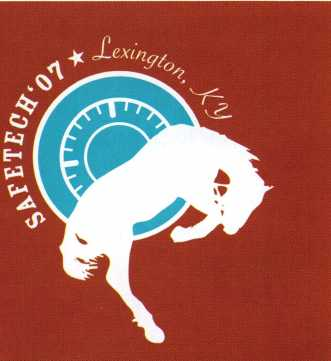 SAFETECH '07 ★ Lexington, KY